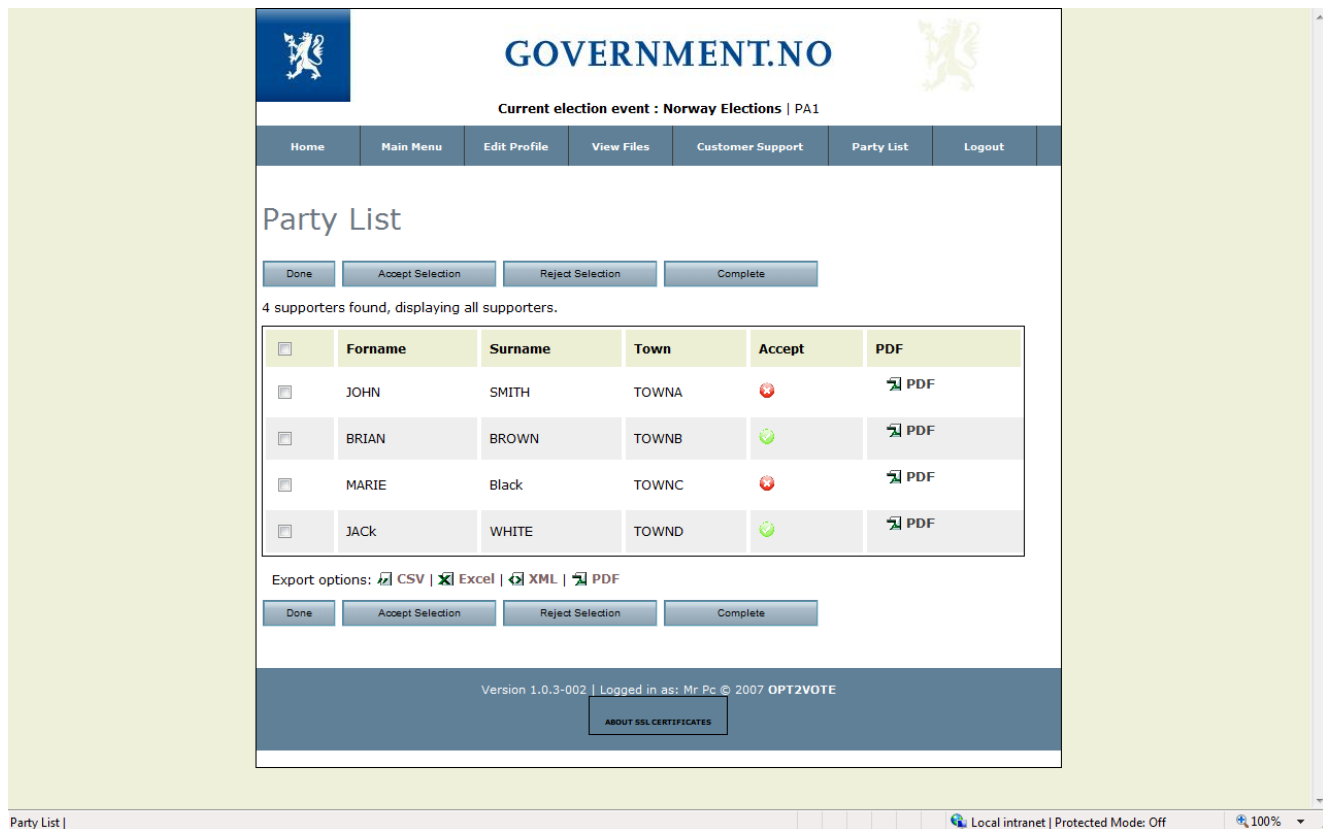 GOVERNMENT.NO
Current election event : Norway Elections | PA1
Home Main Menu Edit Profile View Files Customer Support Party List Logout
Party List
Done Accept Selection Reject Selection Complete
4 supporters found, displaying all supporters.
Forname Surname Town Accept PDF
JOHN SMITH TOWNA PDF
BRIAN BROWN TOWNB PDF
MARIE Black TOWNC PDF
JACk WHITE TOWND PDF
Export options: CSV | Excel | XML | PDF
Done Accept Selection Reject Selection Complete
Version 1.0.3-002 | Logged in as: Mr Pc © 2007 OPT2VOTE
ABOUT SSL CERTIFICATES
Party List | Local intranet | Protected Mode: Off 100%